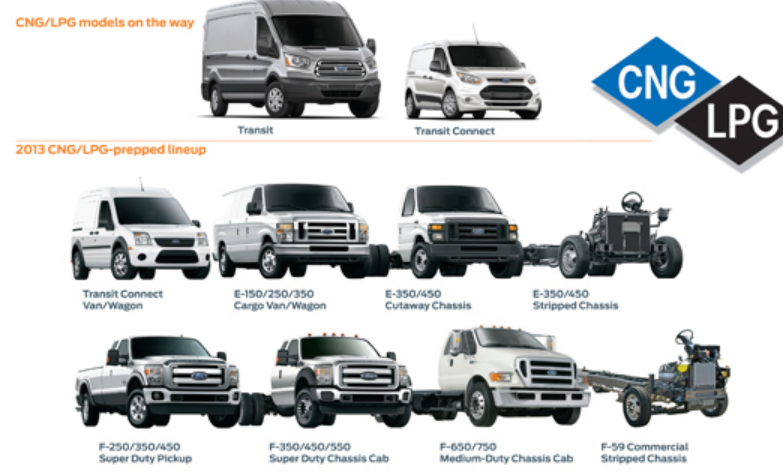 CNG/LPG models on the way
CNG
LPG
Transit
Transit Connect
2013 CNG/LPG-prepped lineup
Transit Connect
Van/Wagon
E-150/250/350
Cargo Van/Wagon
E-350/450
Cutaway Chassis
E-350/450
Stripped Chassis
F-250/350/450
Super Duty Pickup
F-350/450/550
Super Duty Chassis Cab
F-650/750
Medium-Duty Chassis Cab
F-59 Commercial
Stripped Chassis